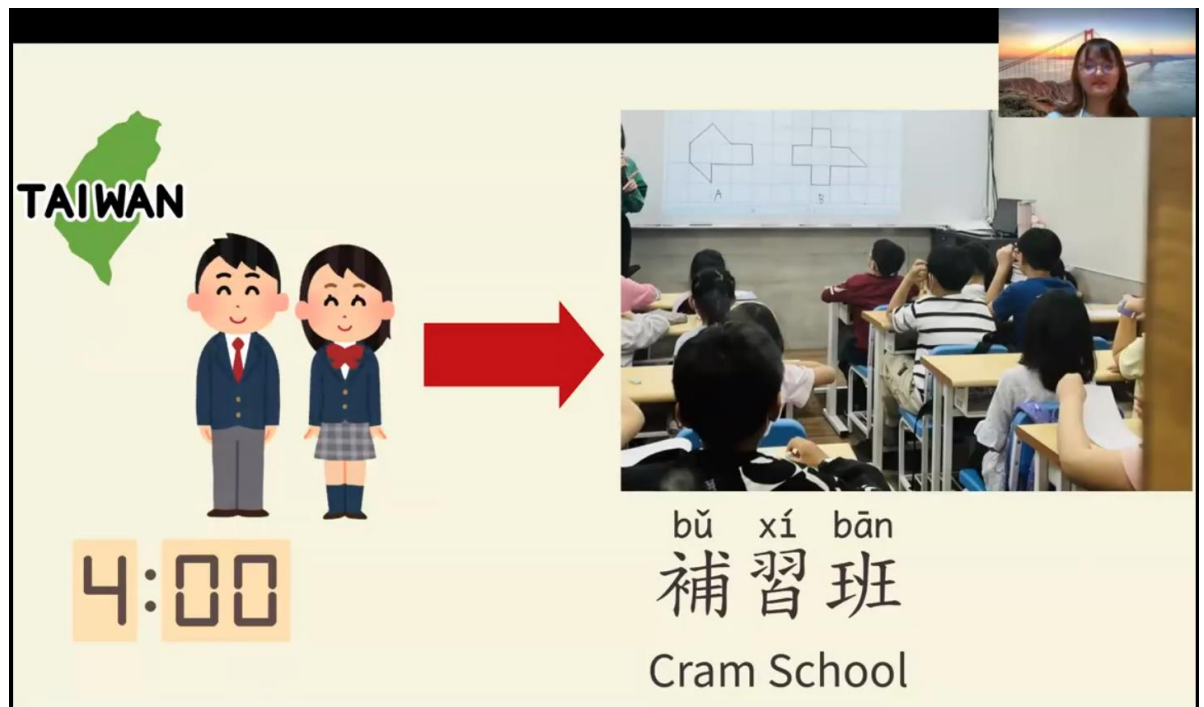 TAIWAN
A
B
4:00
bǔ xí bān
補習班
Cram School